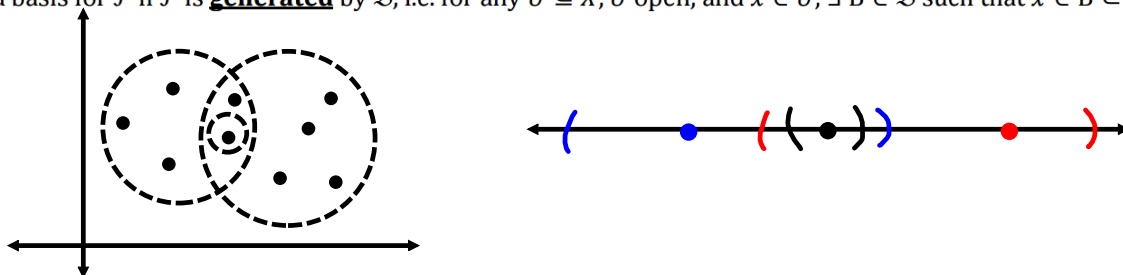 basis for 𝒯 if 𝒯 is generated by ℬ, i.e. for any U ⊆ X, U open, and x ∈ U, ∃ B ∈ ℬ such that x ∈ B ⊆